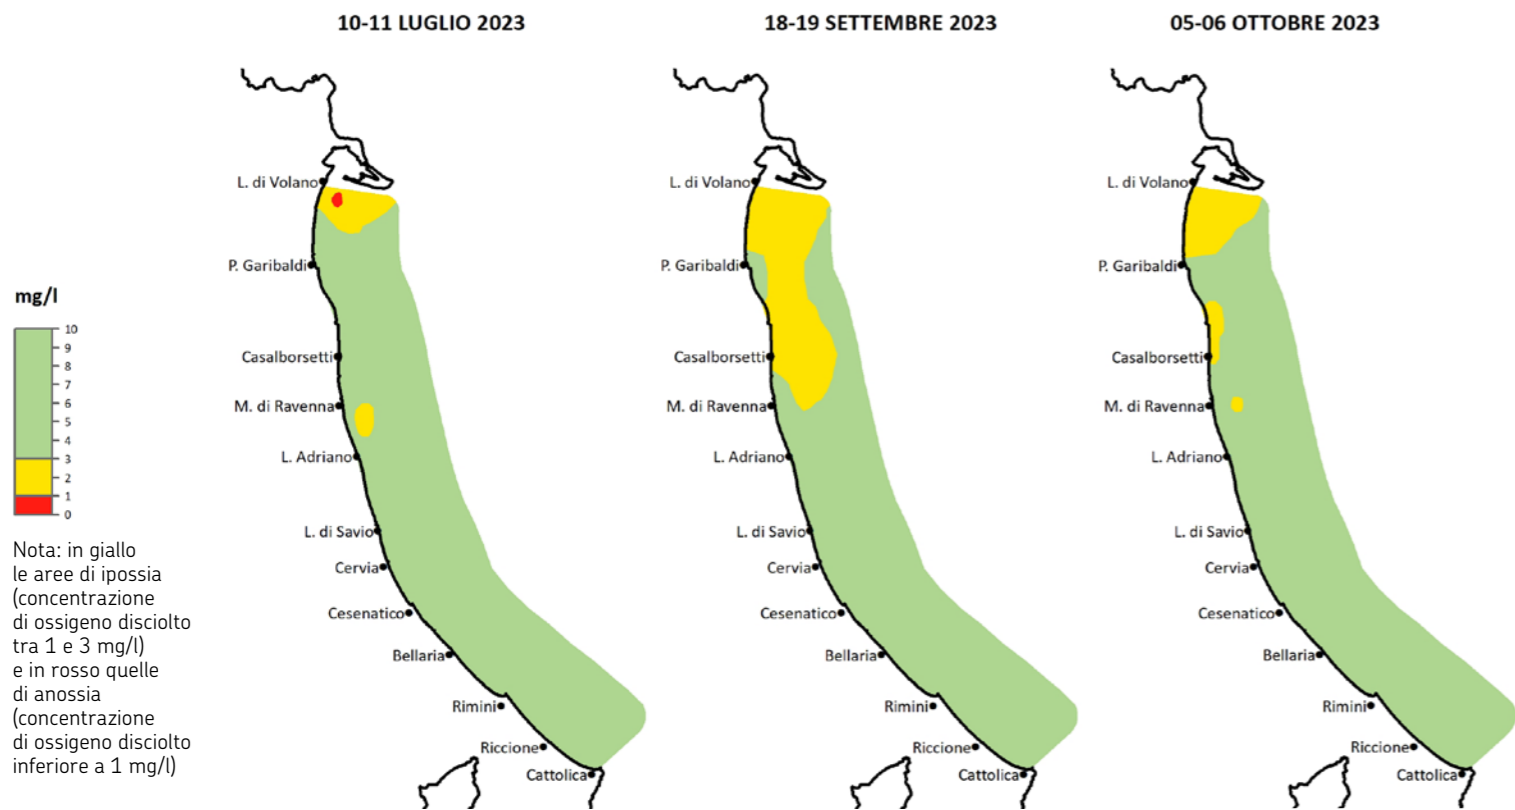 10-11 LUGLIO 2023
18-19 SETTEMBRE 2023
05-06 OTTOBRE 2023
mg/l
10
9
8
7
6
5
4
3
2
1
0
Nota: in giallo
le aree di ipossia
(concentrazione
di ossigeno disciolto
tra 1 e 3 mg/l)
e in rosso quelle
di anossia
(concentrazione
di ossigeno disciolto
inferiore a 1 mg/l)
L. di Volano
P. Garibaldi
Casalborsetti
M. di Ravenna
L. Adriano
L. di Savio
Cervia
Cesenatico
Bellaria
Rimini
Riccione
Cattolica
L. di Volano
P. Garibaldi
Casalborsetti
M. di Ravenna
L. Adriano
L. di Savio
Cervia
Cesenatico
Bellaria
Rimini
Riccione
Cattolica
L. di Volano
P. Garibaldi
Casalborsetti
M. di Ravenna
L. Adriano
L. di Savio
Cervia
Cesenatico
Bellaria
Rimini
Riccione
Cattolica